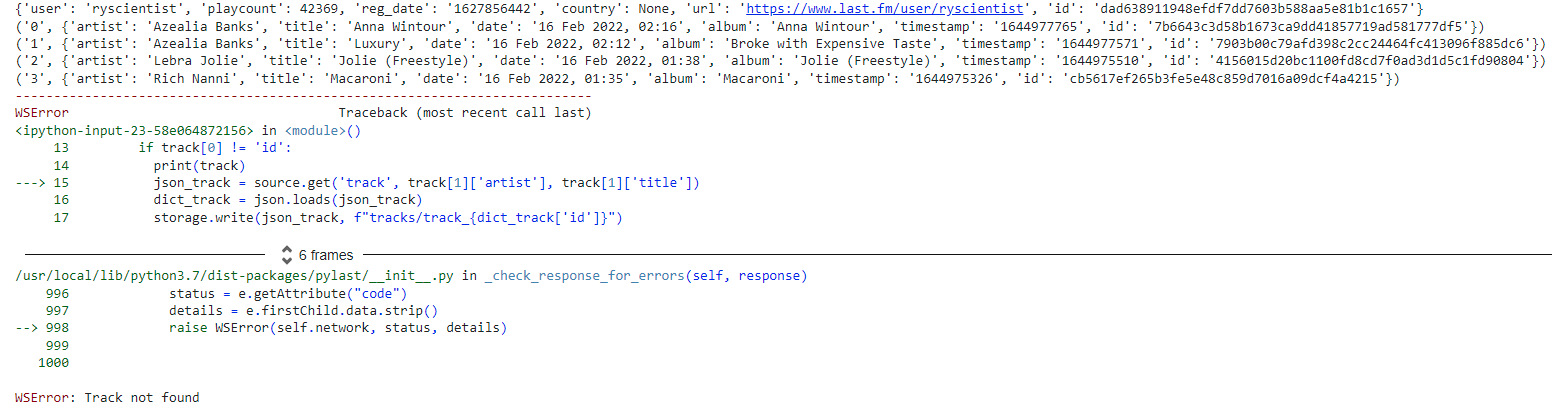 {'user': 'ryscientist', 'playcount': 42369, 'reg_date': '1627856442', 'country': None, 'url': 'https://www.last.fm/user/ryscientist', 'id': 'dad638911948efdf7dd7603b588aa5e81b1c1657'}
('0', {'artist': 'Azealia Banks', 'title': 'Anna Wintour', 'date': '16 Feb 2022, 02:16', 'album': 'Anna Wintour', 'timestamp': '1644977765', 'id': '7b6643c3d58b1673ca9dd41857719ad581777df5'})
('1', {'artist': 'Azealia Banks', 'title': 'Luxury', 'date': '16 Feb 2022, 02:12', 'album': 'Broke with Expensive Taste', 'timestamp': '1644977571', 'id': '7903b00c79afd398c2cc24464fc413096f885dc6'})
('2', {'artist': 'Lebra Jolie', 'title': 'Jolie (Freestyle)', 'date': '16 Feb 2022, 01:38', 'album': 'Jolie (Freestyle)', 'timestamp': '1644975510', 'id': '4156015d20bc1100fd8cd7f0ad3d1d5c1fd90804'})
('3', {'artist': 'Rich Nanni', 'title': 'Macaroni', 'date': '16 Feb 2022, 01:35', 'album': 'Macaroni', 'timestamp': '1644975326', 'id': 'cb5617ef265b3fe5e48c859d7016a09dcf4a4215'})
---------------------------------------------------------------------------
WSError                                   Traceback (most recent call last)
<ipython-input-23-58e064872156> in <module>()
     13         if track[0] != 'id':
     14           print(track)
---> 15           json_track = source.get('track', track[1]['artist'], track[1]['title'])
     16           dict_track = json.loads(json_track)
     17           storage.write(json_track, f"tracks/track_{dict_track['id']}")
6 frames
/usr/local/lib/python3.7/dist-packages/pylast/__init__.py in _check_response_for_errors(self, response)
    996             status = e.getAttribute("code")
    997             details = e.firstChild.data.strip()
--> 998             raise WSError(self.network, status, details)
    999
   1000
WSError: Track not found